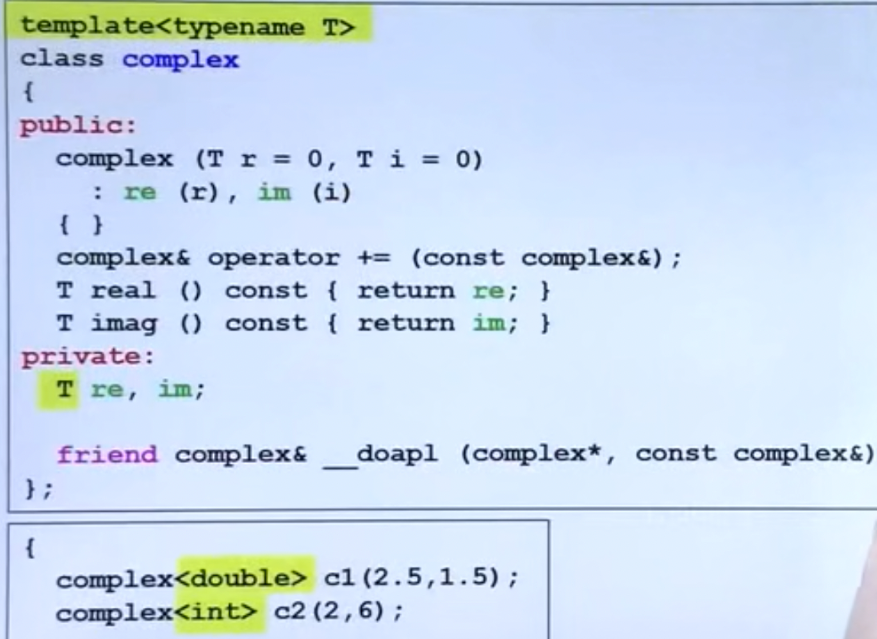 template<typename T>
class complex
{
public:
  complex (T r = 0, T i = 0)
    : re (r), im (i)
  { }
  complex& operator += (const complex&);
  T real () const { return re; }
  T imag () const { return im; }
private:
  T re, im;
  friend complex& __doapl (complex*, const complex&)
};
{
  complex<double> c1(2.5,1.5);
  complex<int> c2(2,6);